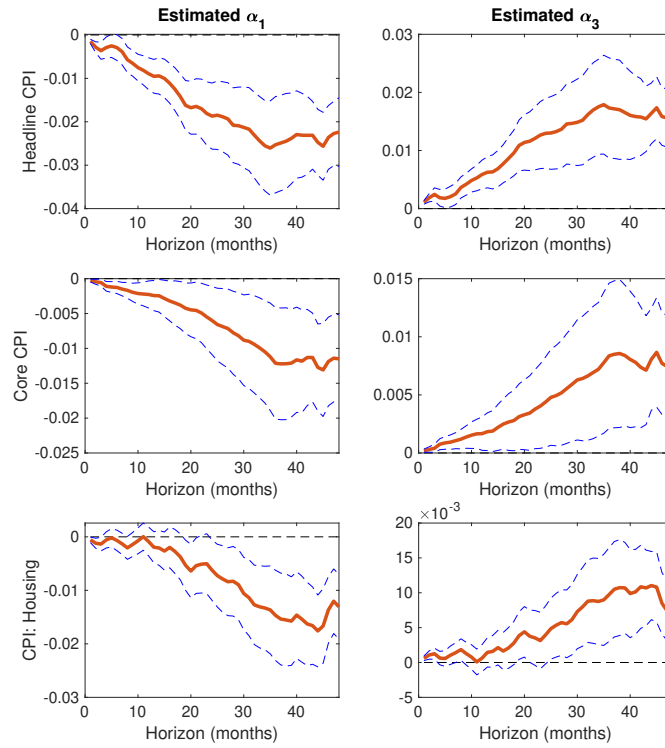 Estimated α1
Estimated α3
Headline CPI
0
-0.01
-0.02
-0.03
-0.04
0 10 20 30 40
Horizon (months)
0.03
0.02
0.01
0
0 10 20 30 40
Horizon (months)
Core CPI
0
-0.005
-0.01
-0.015
-0.02
-0.025
0 10 20 30 40
Horizon (months)
0.015
0.01
0.005
0
0 10 20 30 40
Horizon (months)
CPI: Housing
0
-0.01
-0.02
-0.03
0 10 20 30 40
Horizon (months)
×10-3
20
15
10
5
0
-5
0 10 20 30 40
Horizon (months)